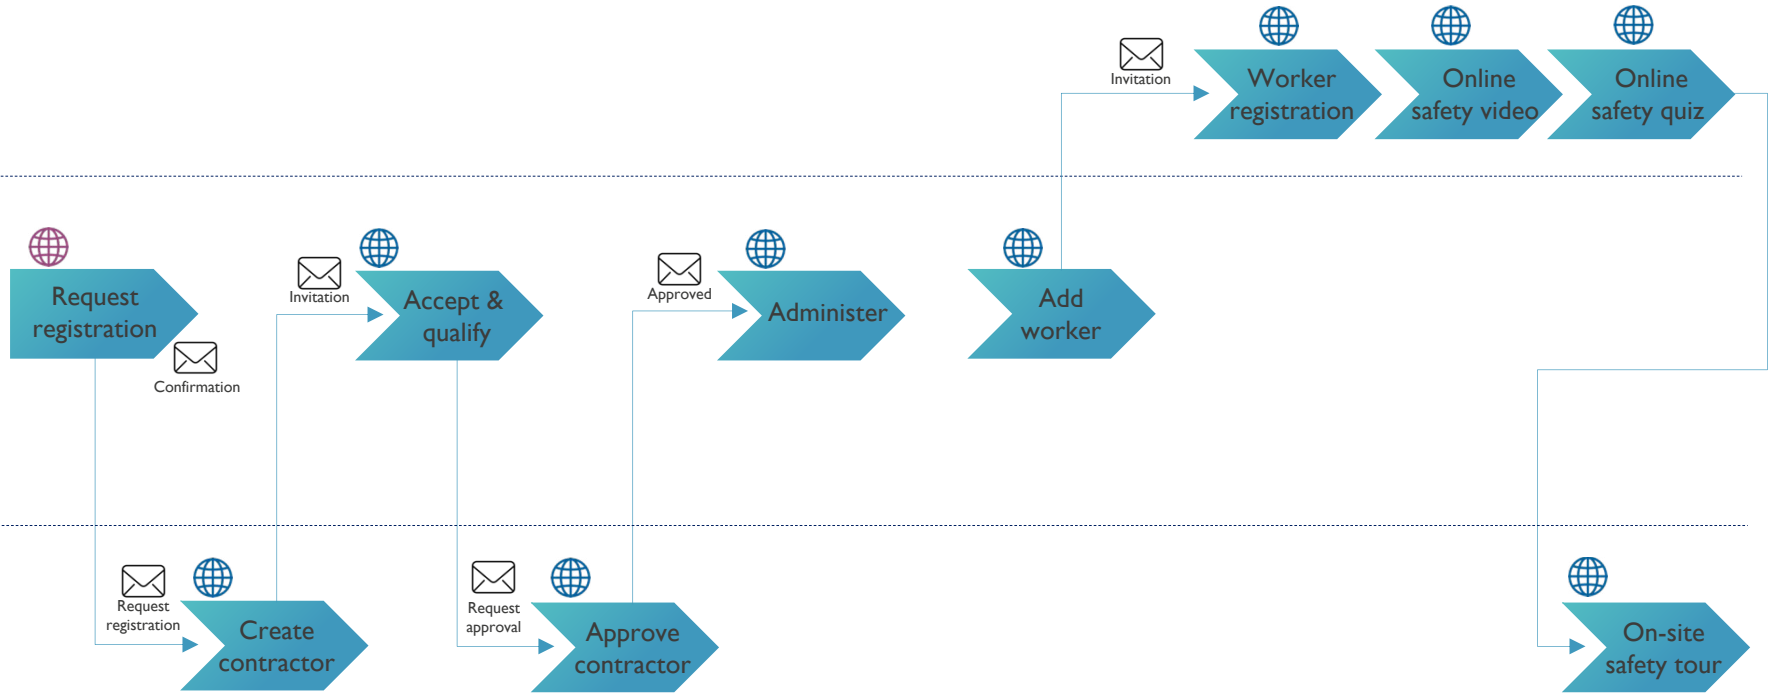 Invitation
Worker
registration
Online
safety video
Online
safety quiz
Request
registration
Confirmation
Invitation
Accept &
qualify
Approved
Administer
Add
worker
Request
registration
Create
contractor
Request
approval
Approve
contractor
On-site
safety tour